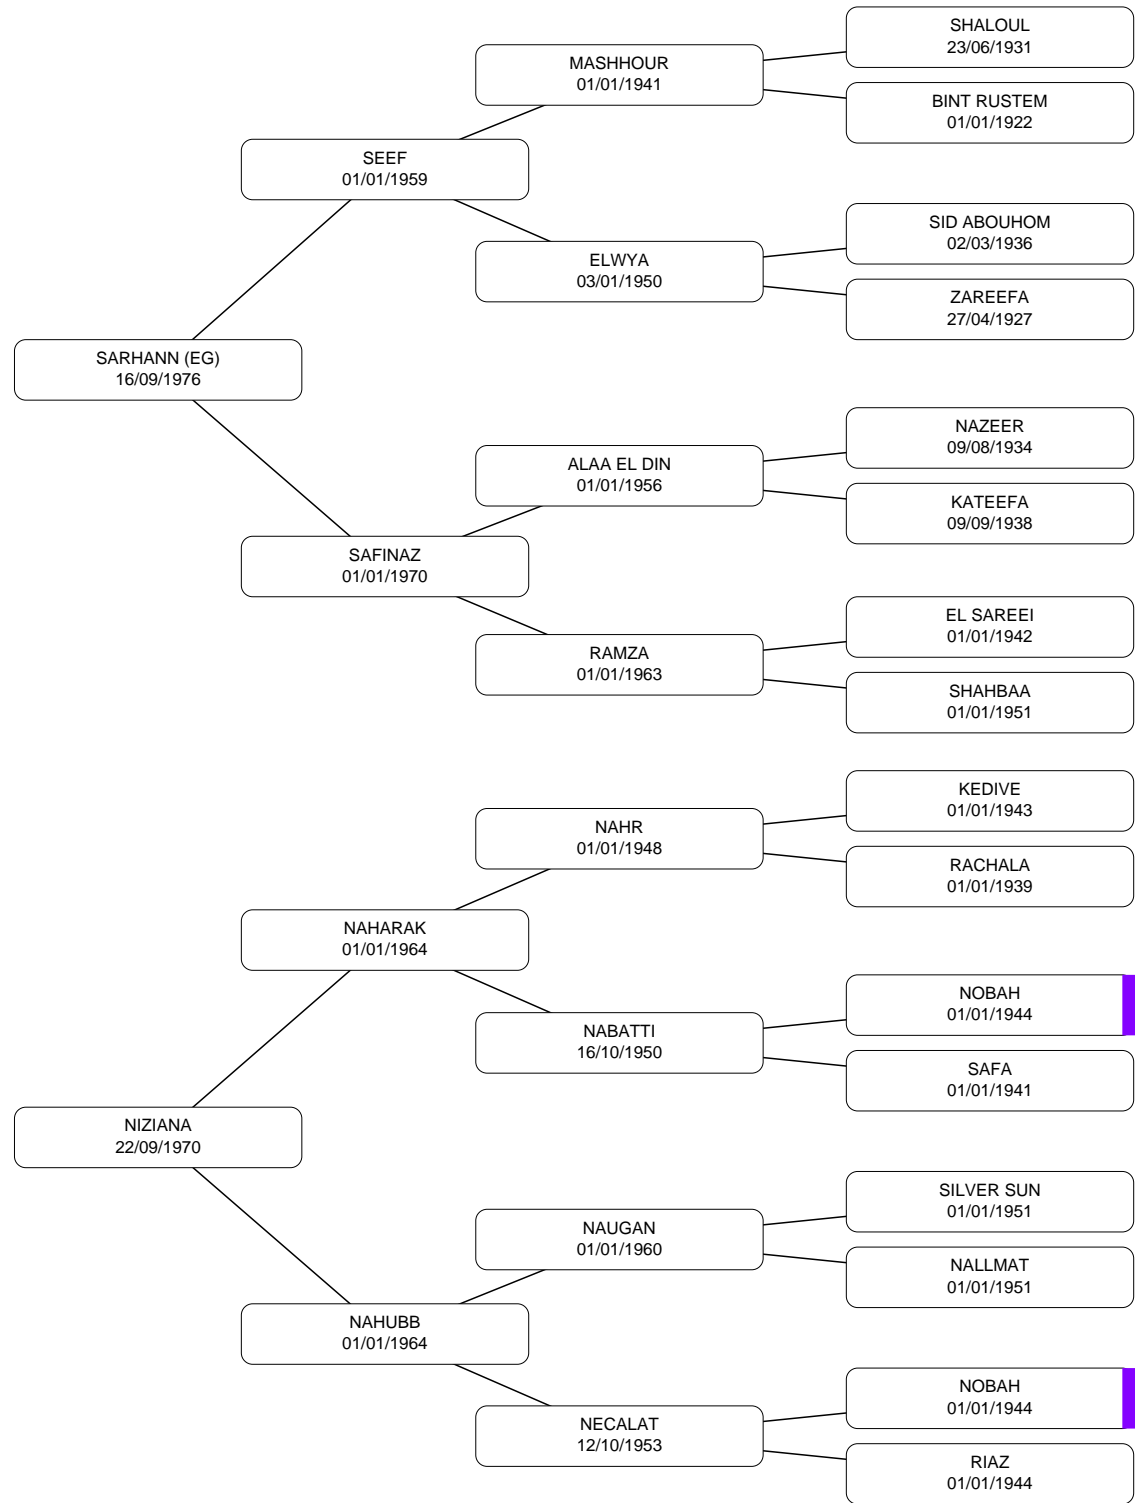 SHALOUL
23/06/1931
MASHHOUR
01/01/1941
BINT RUSTEM
01/01/1922
SEEF
01/01/1959
SID ABOUHOM
02/03/1936
ELWYA
03/01/1950
ZAREEFA
27/04/1927
SARHANN (EG)
16/09/1976
NAZEER
09/08/1934
ALAA EL DIN
01/01/1956
KATEEFA
09/09/1938
SAFINAZ
01/01/1970
EL SAREEI
01/01/1942
RAMZA
01/01/1963
SHAHBAA
01/01/1951
KEDIVE
01/01/1943
NAHR
01/01/1948
RACHALA
01/01/1939
NAHARAK
01/01/1964
NOBAH
01/01/1944
NABATTI
16/10/1950
SAFA
01/01/1941
NIZIANA
22/09/1970
SILVER SUN
01/01/1951
NAUGAN
01/01/1960
NALLMAT
01/01/1951
NAHUBB
01/01/1964
NOBAH
01/01/1944
NECALAT
12/10/1953
RIAZ
01/01/1944